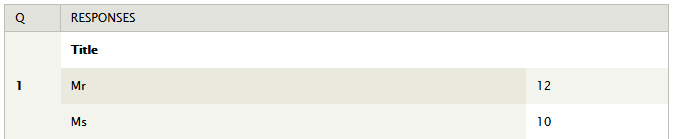 Q RESPONSES
Title
1 Mr 12
Ms 10